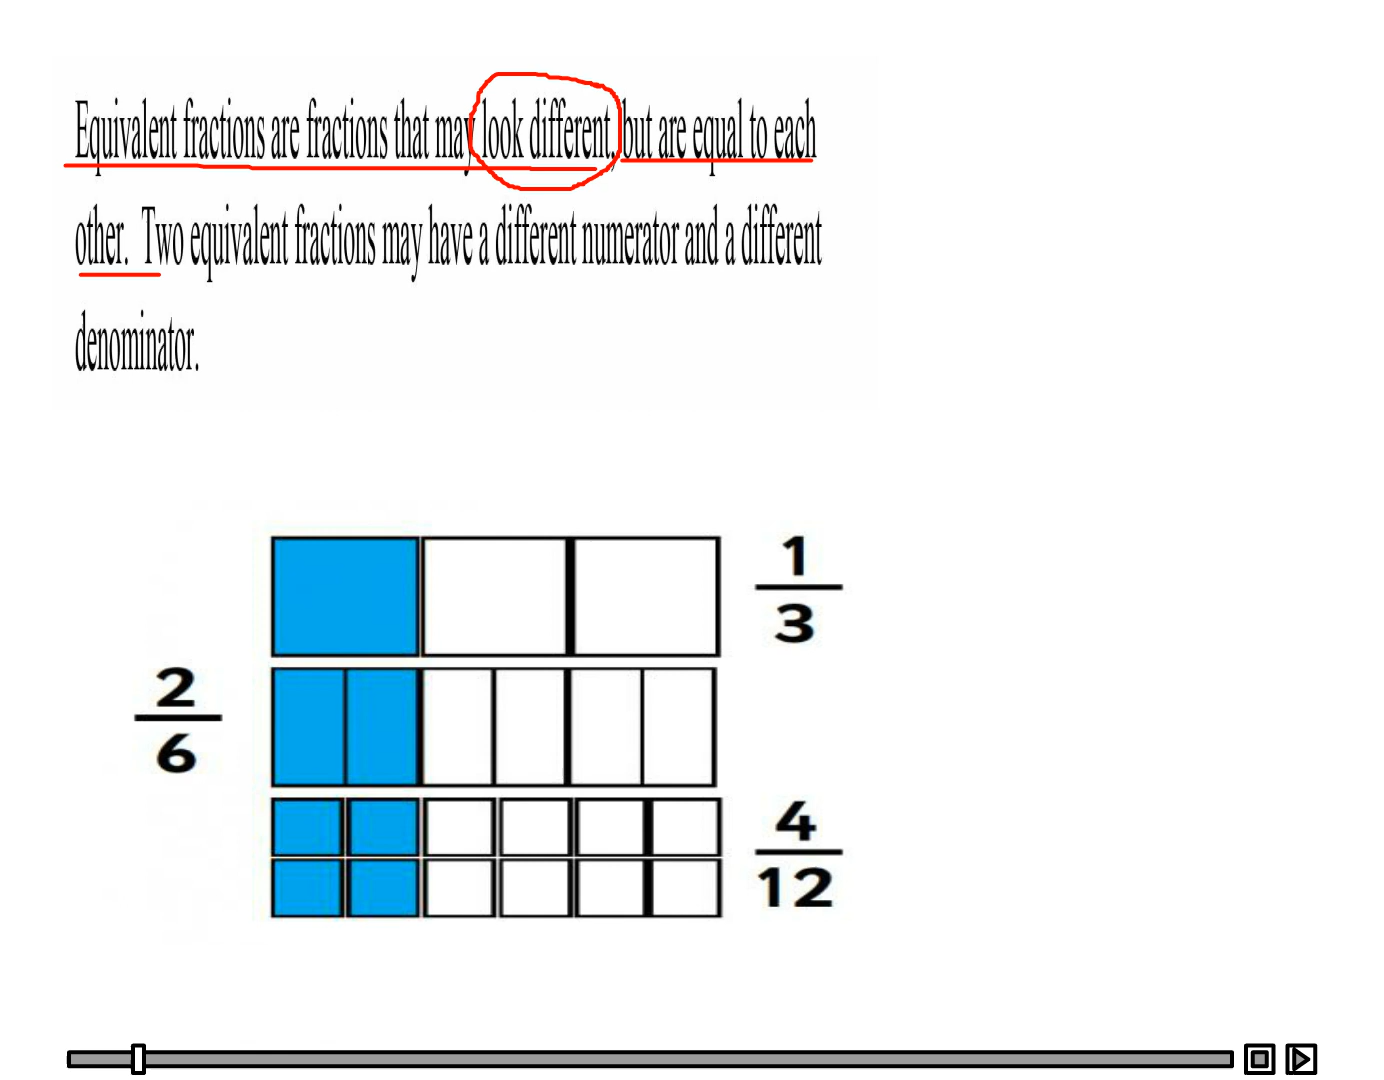 Equivalent fractions are fractions that may look different, but are equal to each
other. Two equivalent fractions may have a different numerator and a different
denominator.
1
3
2
6
4
12